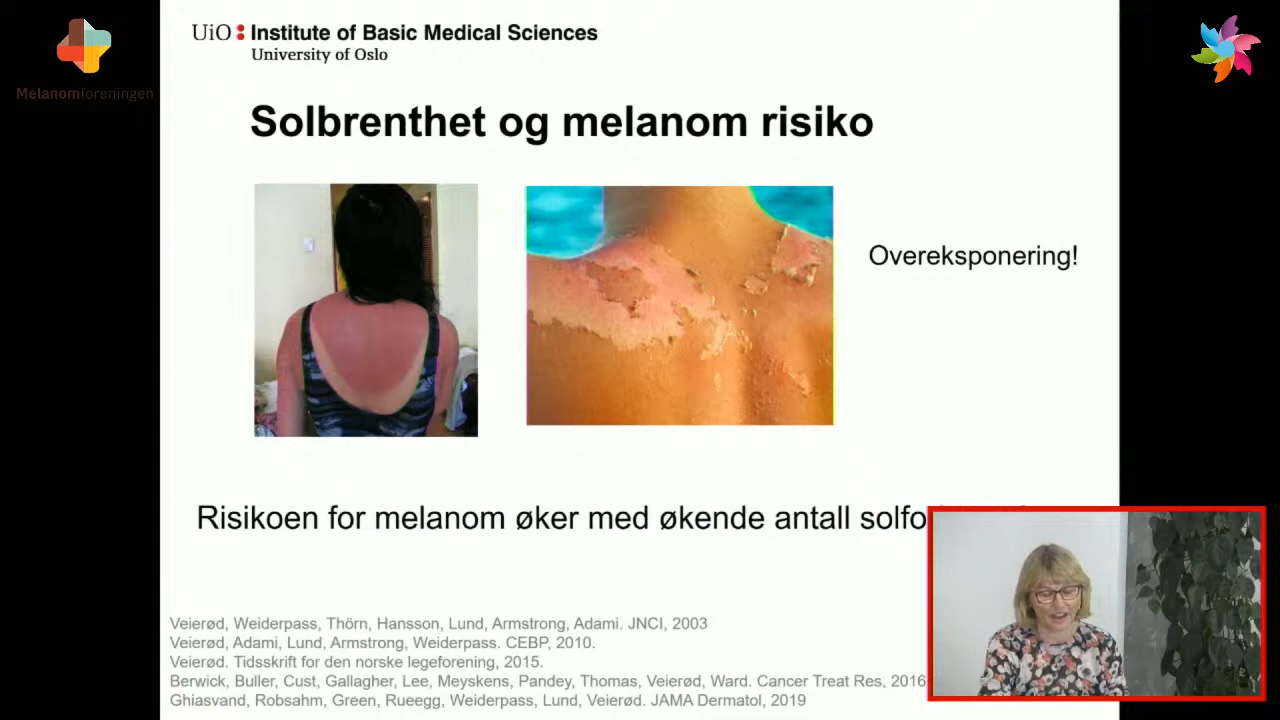 UiO: Institute of Basic Medical Sciences
University of Oslo
Melanomforeningen
Solbrenthet og melanom risiko
Overeksponering!
Risikoen for melanom øker med økende antall
Veierød, Weiderpass, Thörn, Hansson, Lund, Armstrong, Adami. JNCI, 2003
Veierød, Adami, Lund, Armstrong, Weiderpass. CEBP, 2010.
Veierød. Tidsskrift for den norske legeforening, 2015.
Berwick, Buller, Cust, Gallagher, Lee, Meyskens, Pandey, Thomas, Veierød, Ward. Cancer Treat Res, 2016
Ghiasvand, Robsahm, Green, Rueegg, Weiderpass, Lund, Veierød. JAMA Dermatol, 2019